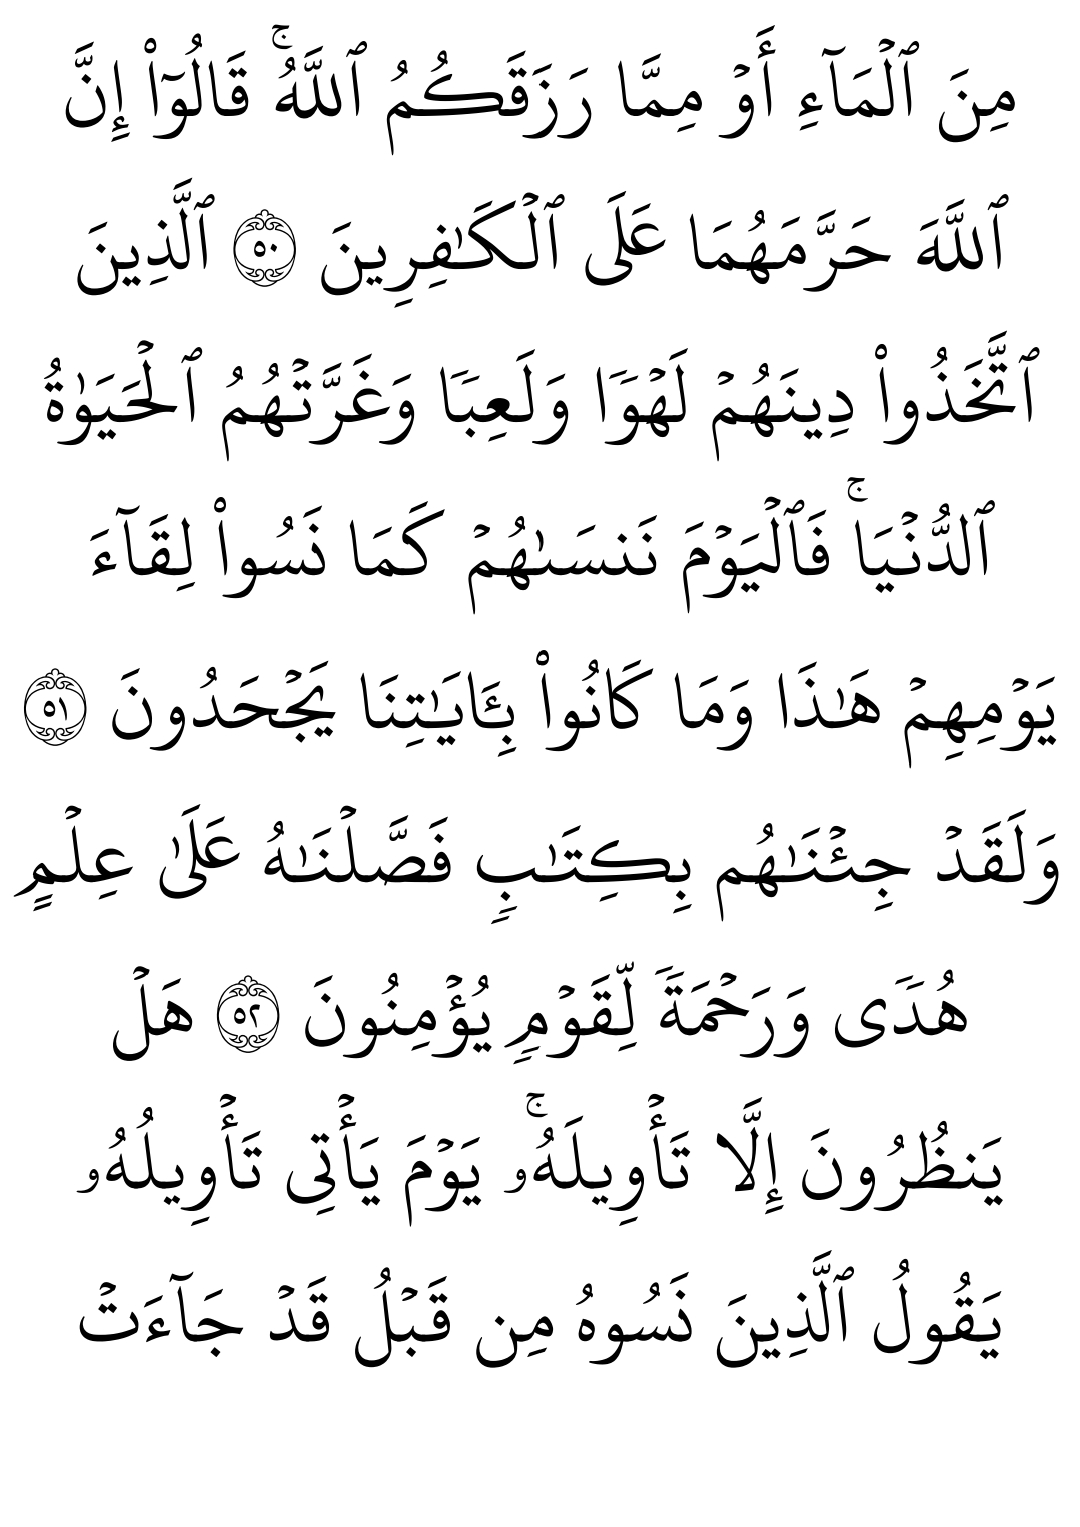 مِنَ ٱلۡمَآءِ أَوۡ مِمَّا رَزَقَكُمُ ٱللَّهُۚ قَالُوٓاْ إِنَّ
ٱللَّهَ حَرَّمَهُمَا عَلَى ٱلۡكَٰفِرِينَ ٥٠ ٱلَّذِينَ
ٱتَّخَذُواْ دِينَهُمۡ لَهۡوٗا وَلَعِبٗا وَغَرَّتۡهُمُ ٱلۡحَيَوٰةُ
ٱلدُّنۡيَاۚ فَٱلۡيَوۡمَ نَنسَىٰهُمۡ كَمَا نَسُواْ لِقَآءَ
يَوۡمِهِمۡ هَٰذَا وَمَا كَانُواْ بِـَٔايَٰتِنَا يَجۡحَدُونَ ٥١
وَلَقَدۡ جِئۡنَٰهُم بِكِتَٰبٖ فَصَّلۡنَٰهُ عَلَىٰ عِلۡمٍ
هُدٗى وَرَحۡمَةٗ لِّقَوۡمٖ يُؤۡمِنُونَ ٥٢ هَلۡ
يَنظُرُونَ إِلَّا تَأۡوِيلَهُۥۚ يَوۡمَ يَأۡتِي تَأۡوِيلُهُۥ
يَقُولُ ٱلَّذِينَ نَسُوهُ مِن قَبۡلُ قَدۡ جَآءَتۡ